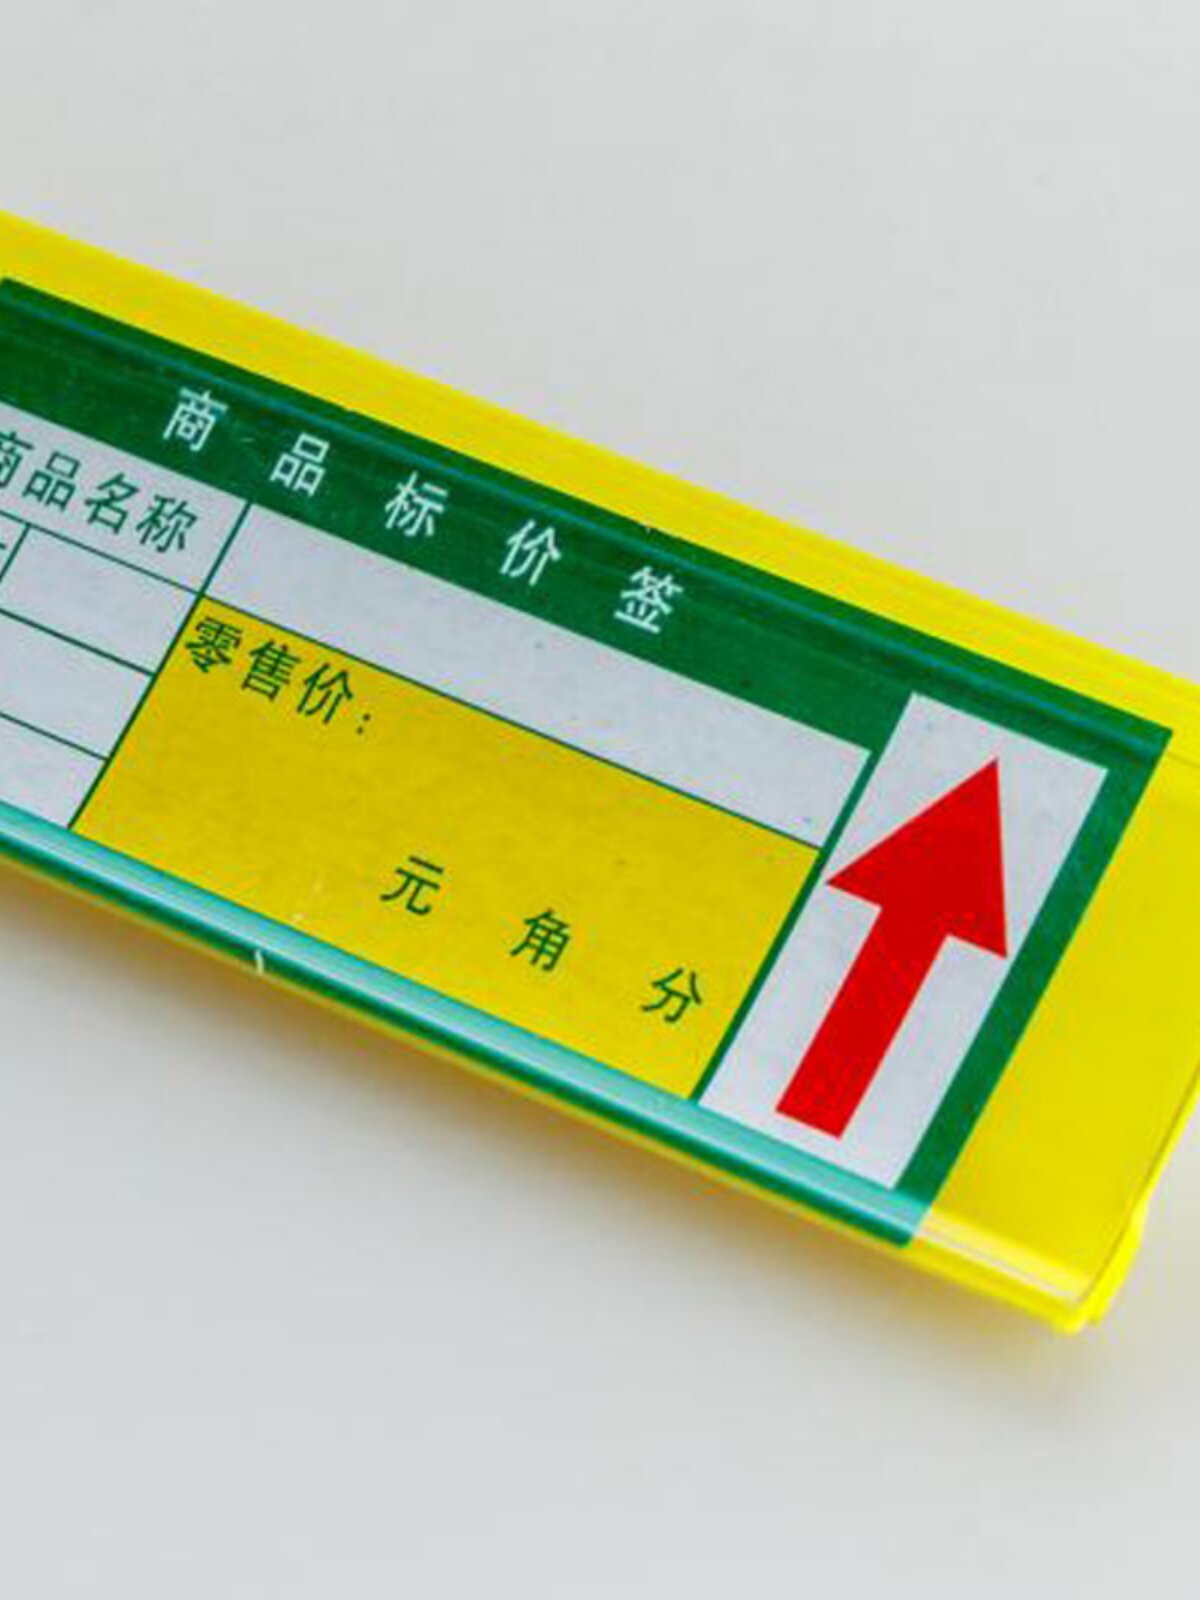 商品标价签
商品名称
零售价：
元 角 分